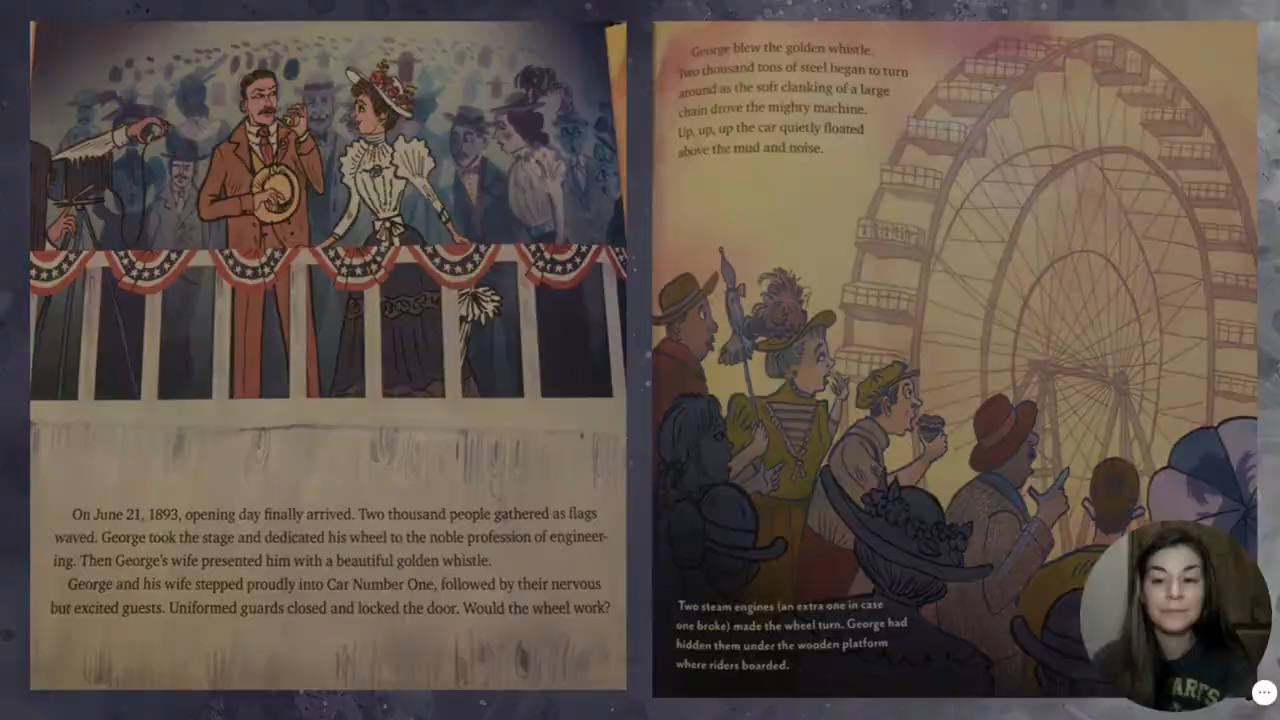 On June 21, 1893, opening day finally arrived. Two thousand people gathered as flags
waved. George took the stage and dedicated his wheel to the noble profession of engineer-
ing. Then George's wife presented him with a beautiful golden whistle.
George and his wife stepped proudly into Car Number One, followed by their nervous
but excited guests. Uniformed guards closed and locked the door. Would the wheel work?
George blew the golden whistle.
Two thousand tons of steel began to turn
around as the soft clanking of a large
chain drove the mighty machine.
Up, up, up the car quietly floated
above the mud and noise.
Two steam engines (an extra one in case
one broke) made the wheel turn. George had
hidden them under the wooden platform
where riders boarded.